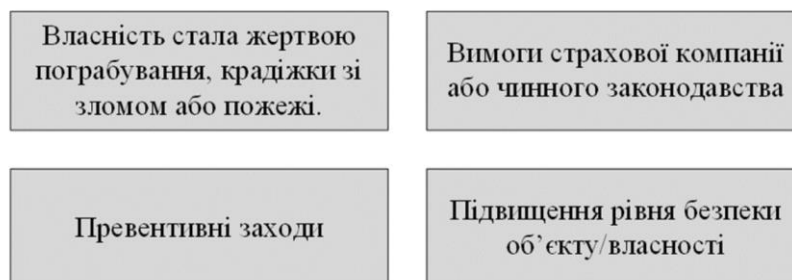 Власність стала жертвою
пограбування, крадіжки зі
зломом або пожежі.
Вимоги страхової компанії
або чинного законодавства
Превентивні заходи
Підвищення рівня безпеки
об’єкту/власності